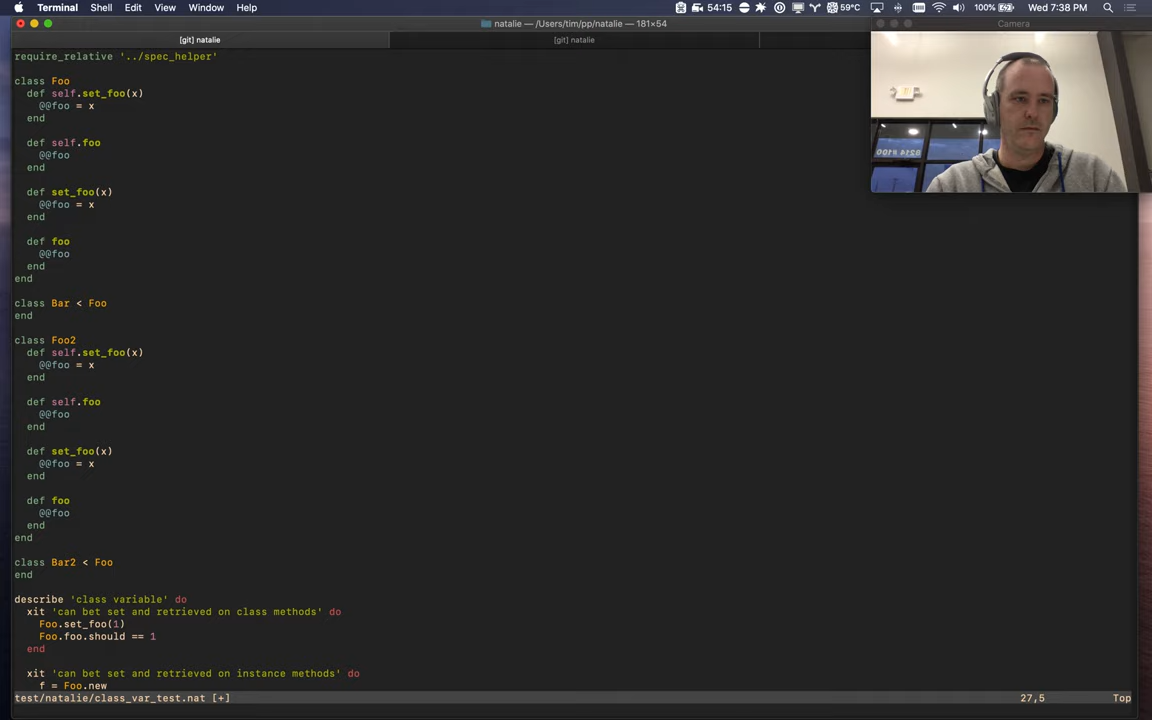 Terminal Shell Edit View Window Help 54:15 59°C 100% Wed 7:38 PM
natalie — /Users/tim/pp/natalie — 181×54
Camera
[git] natalie
[git] natalie
require_relative '../spec_helper'
class Foo
def self.set_foo(x)
@@foo = x
end
def self.foo
@@foo
end
def set_foo(x)
@@foo = x
end
def foo
@@foo
end
end
class Bar < Foo
end
class Foo2
def self.set_foo(x)
@@foo = x
end
def self.foo
@@foo
end
def set_foo(x)
@@foo = x
end
def foo
@@foo
end
end
class Bar2 < Foo
end
describe 'class variable' do
xit 'can bet set and retrieved on class methods' do
Foo.set_foo(1)
Foo.foo.should == 1
end
xit 'can bet set and retrieved on instance methods' do
f = Foo.new
test/natalie/class_var_test.nat [+] 27,5 Top